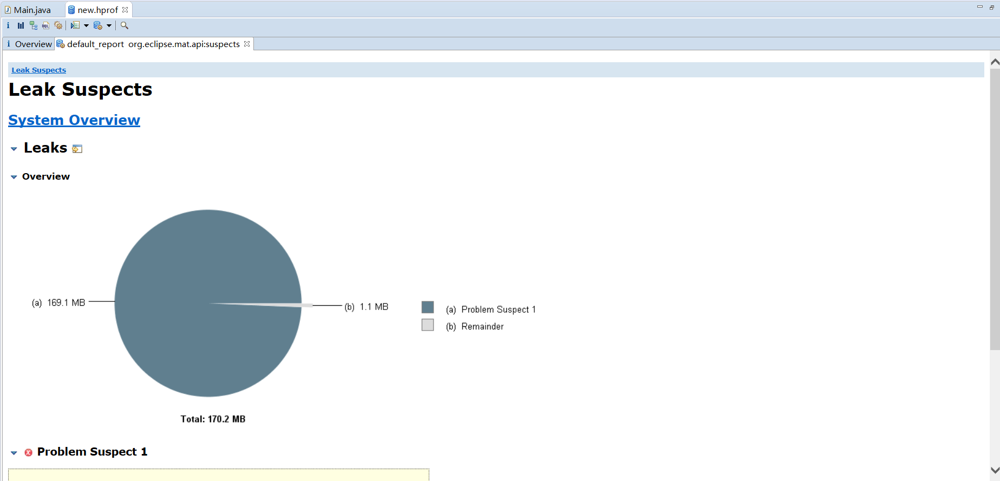 Main.java new.hprof
Overview default_report org.eclipse.mat.api:suspects
Leak Suspects
Leak Suspects
System Overview
Leaks
Overview
(a) 169.1 MB
(b) 1.1 MB
(a) Problem Suspect 1
(b) Remainder
Total: 170.2 MB
Problem Suspect 1